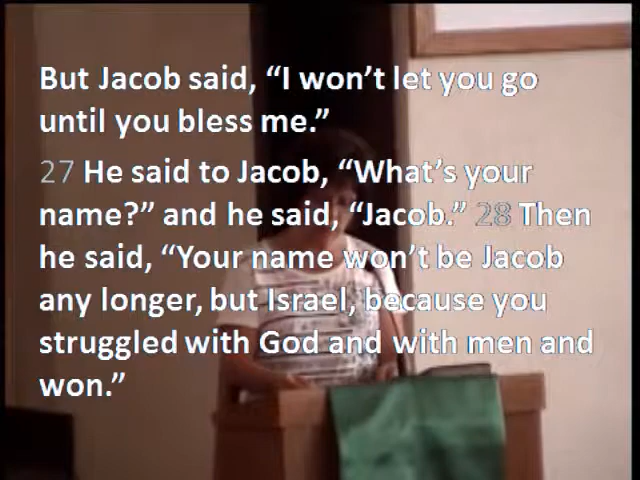 But Jacob said, “I won’t let you go
until you bless me.”
27 He said to Jacob, “What’s your
name?” and he said, “Jacob.” 28 Then
he said, “Your name won’t be Jacob
any longer, but Israel, because you
struggled with God and with men and
won.”